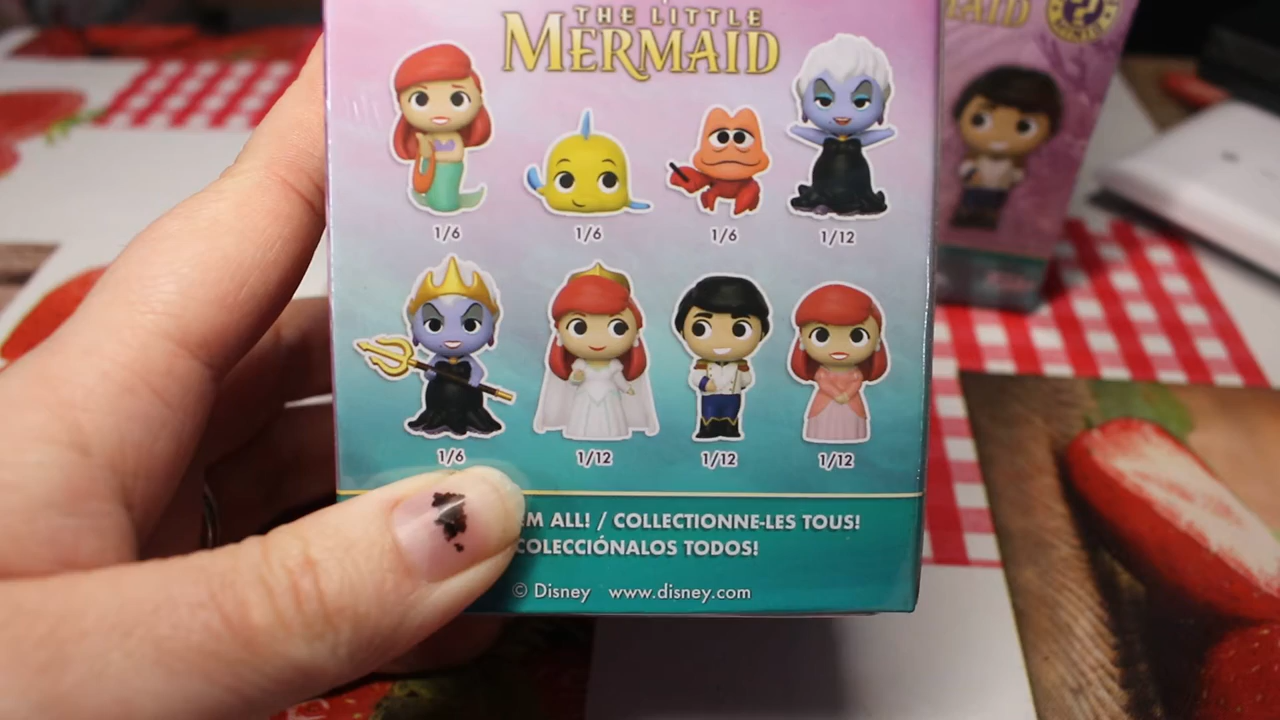 THE LITTLE
MERMAID
1/6 1/6 1/6 1/12
1/6 1/12 1/12 1/12
ALL! / COLLECTIONNE-LES TOUS!
COLECCIÓNALOS TODOS!
© Disney www.disney.com